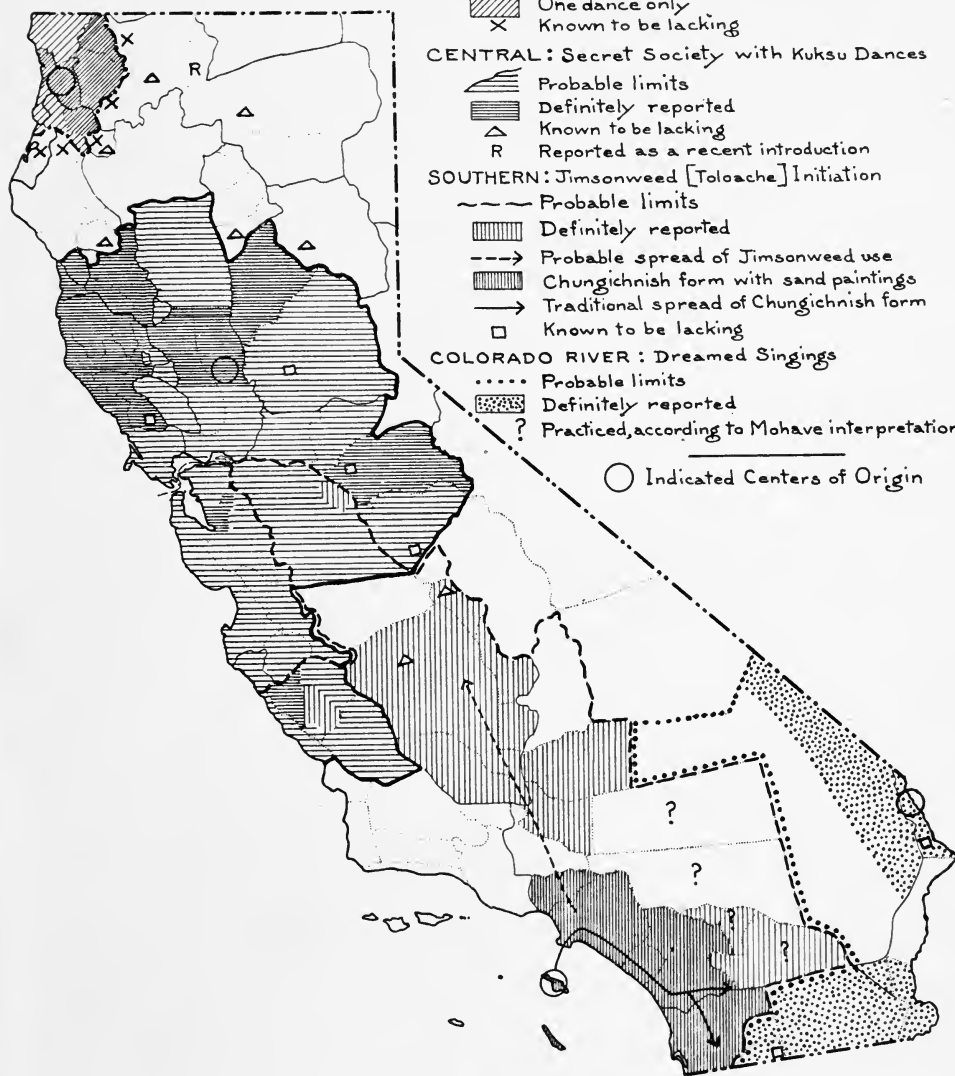 One dance only
X Known to be lacking
CENTRAL: Secret Society with Kuksu Dances
Probable limits
Definitely reported
△ Known to be lacking
R Reported as a recent introduction
SOUTHERN: Jimsonweed [Toloache] Initiation
Probable limits
Definitely reported
Probable spread of Jimsonweed use
Chungichnish form with sand paintings
Traditional spread of Chungichnish form
□ Known to be lacking
COLORADO RIVER: Dreamed Singings
Probable limits
Definitely reported
? Practiced, according to Mohave interpretation
Indicated Centers of Origin
R
?
?
?
?